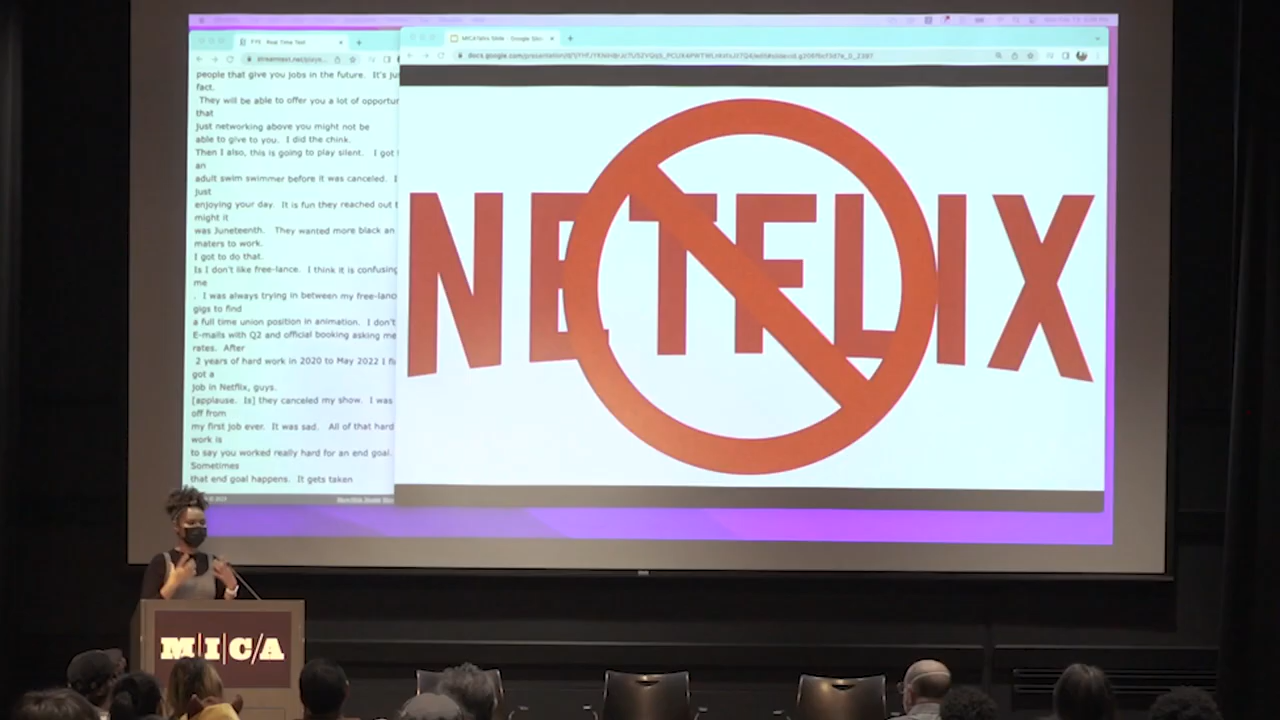 Real Time Text
MICATalks Slide - Google Slides
people that give you jobs in the future. It's ju
fact.
They will be able to offer you a lot of opportun
that
just networking above you might not be
able to give to you. I did the chink.
Then I also, this is going to play silent. I got
an
adult swim swimmer before it was canceled. I
just
enjoying your day. It is fun they reached out t
might it
was Juneteenth. They wanted more black an
maters to work.
I got to do that.
Is I don't like free-lance. I think it is confusing
me
. I was always trying in between my free-lanc
gigs to find
a full time union position in animation. I don't
E-mails with Q2 and official booking asking me
rates. After
2 years of hard work in 2020 to May 2022 I fi
got a
job in Netflix, guys.
[applause. Is] they canceled my show. I was
off from
my first job ever. It was sad. All of that hard
work is
to say you worked really hard for an end goal.
Sometimes
that end goal happens. It gets taken
NETFLIX
MICA